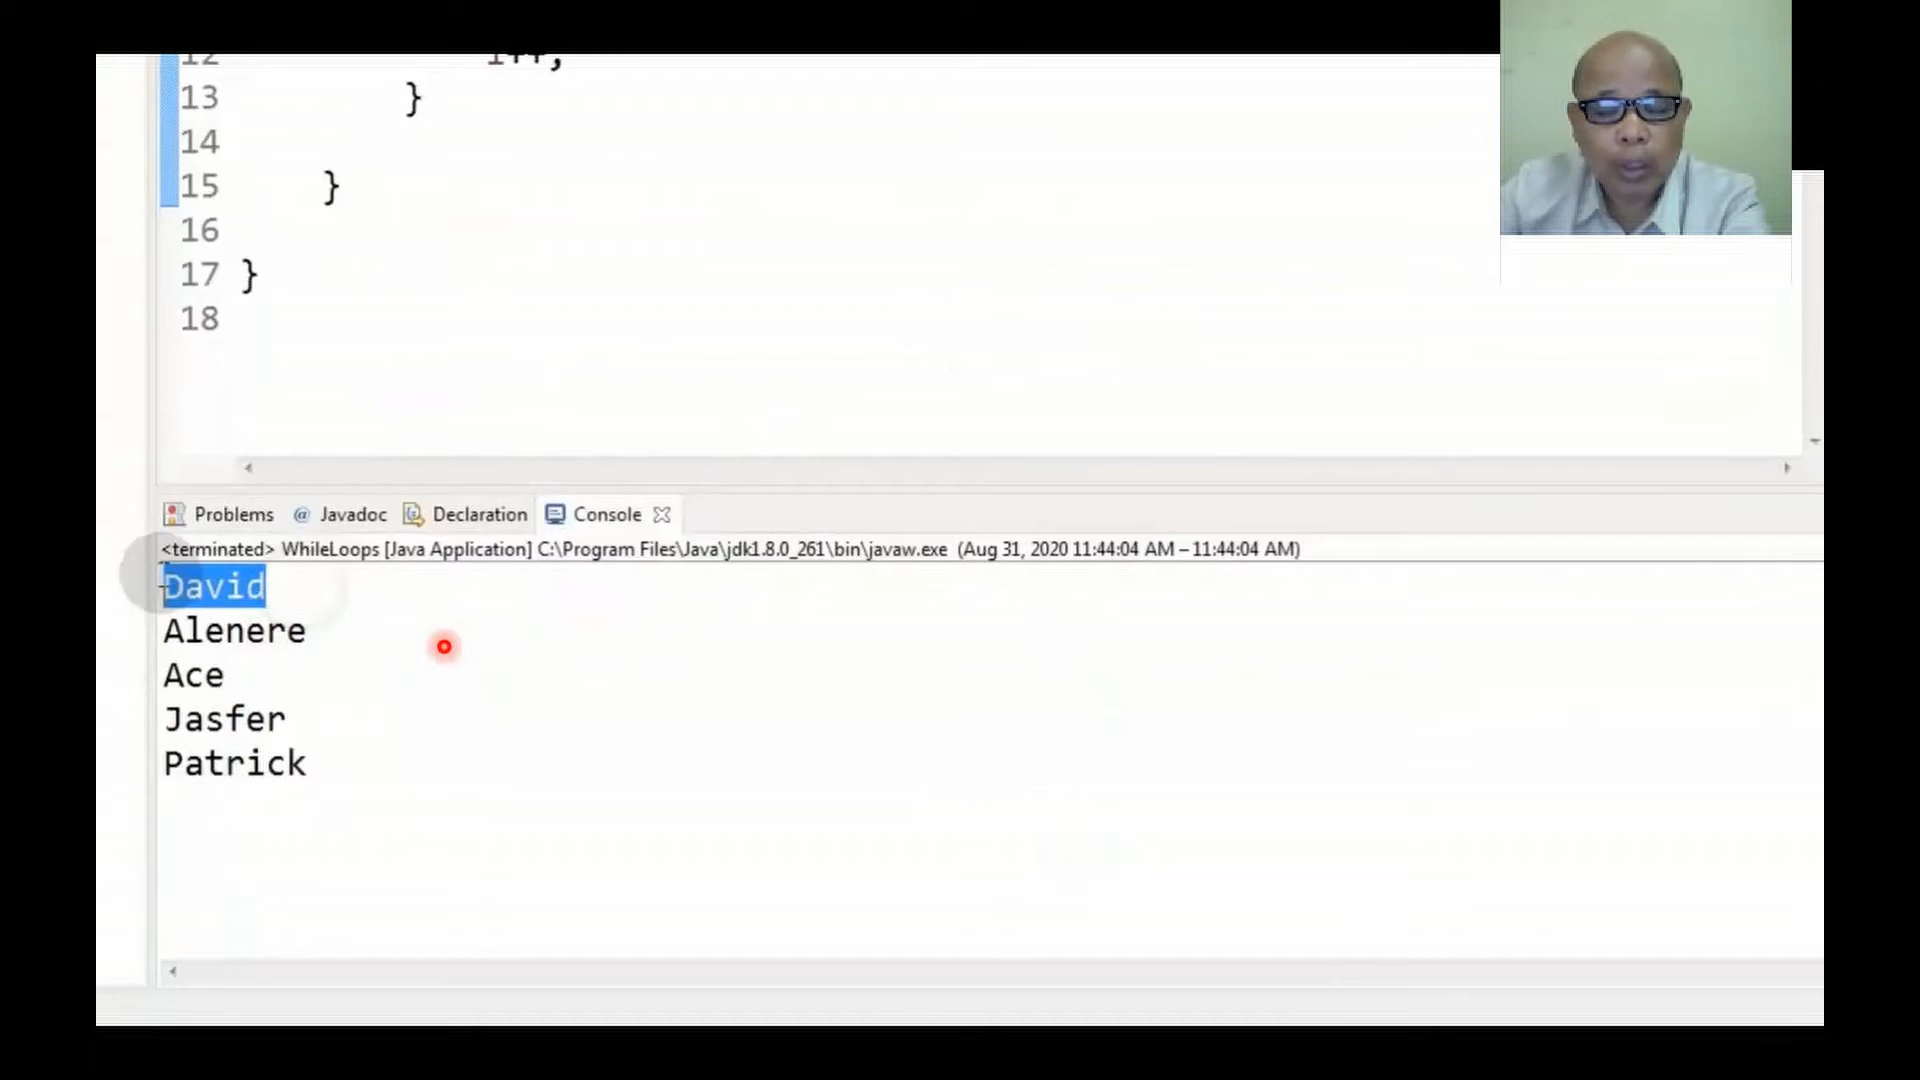 12 i++;
13 }
14
15 }
16
17 }
18
Problems @ Javadoc Declaration Console
<terminated> WhileLoops [Java Application] C:\Program Files\Java\jdk1.8.0_261\bin\javaw.exe (Aug 31, 2020 11:44:04 AM – 11:44:04 AM)
David
Alenere
Ace
Jasfer
Patrick